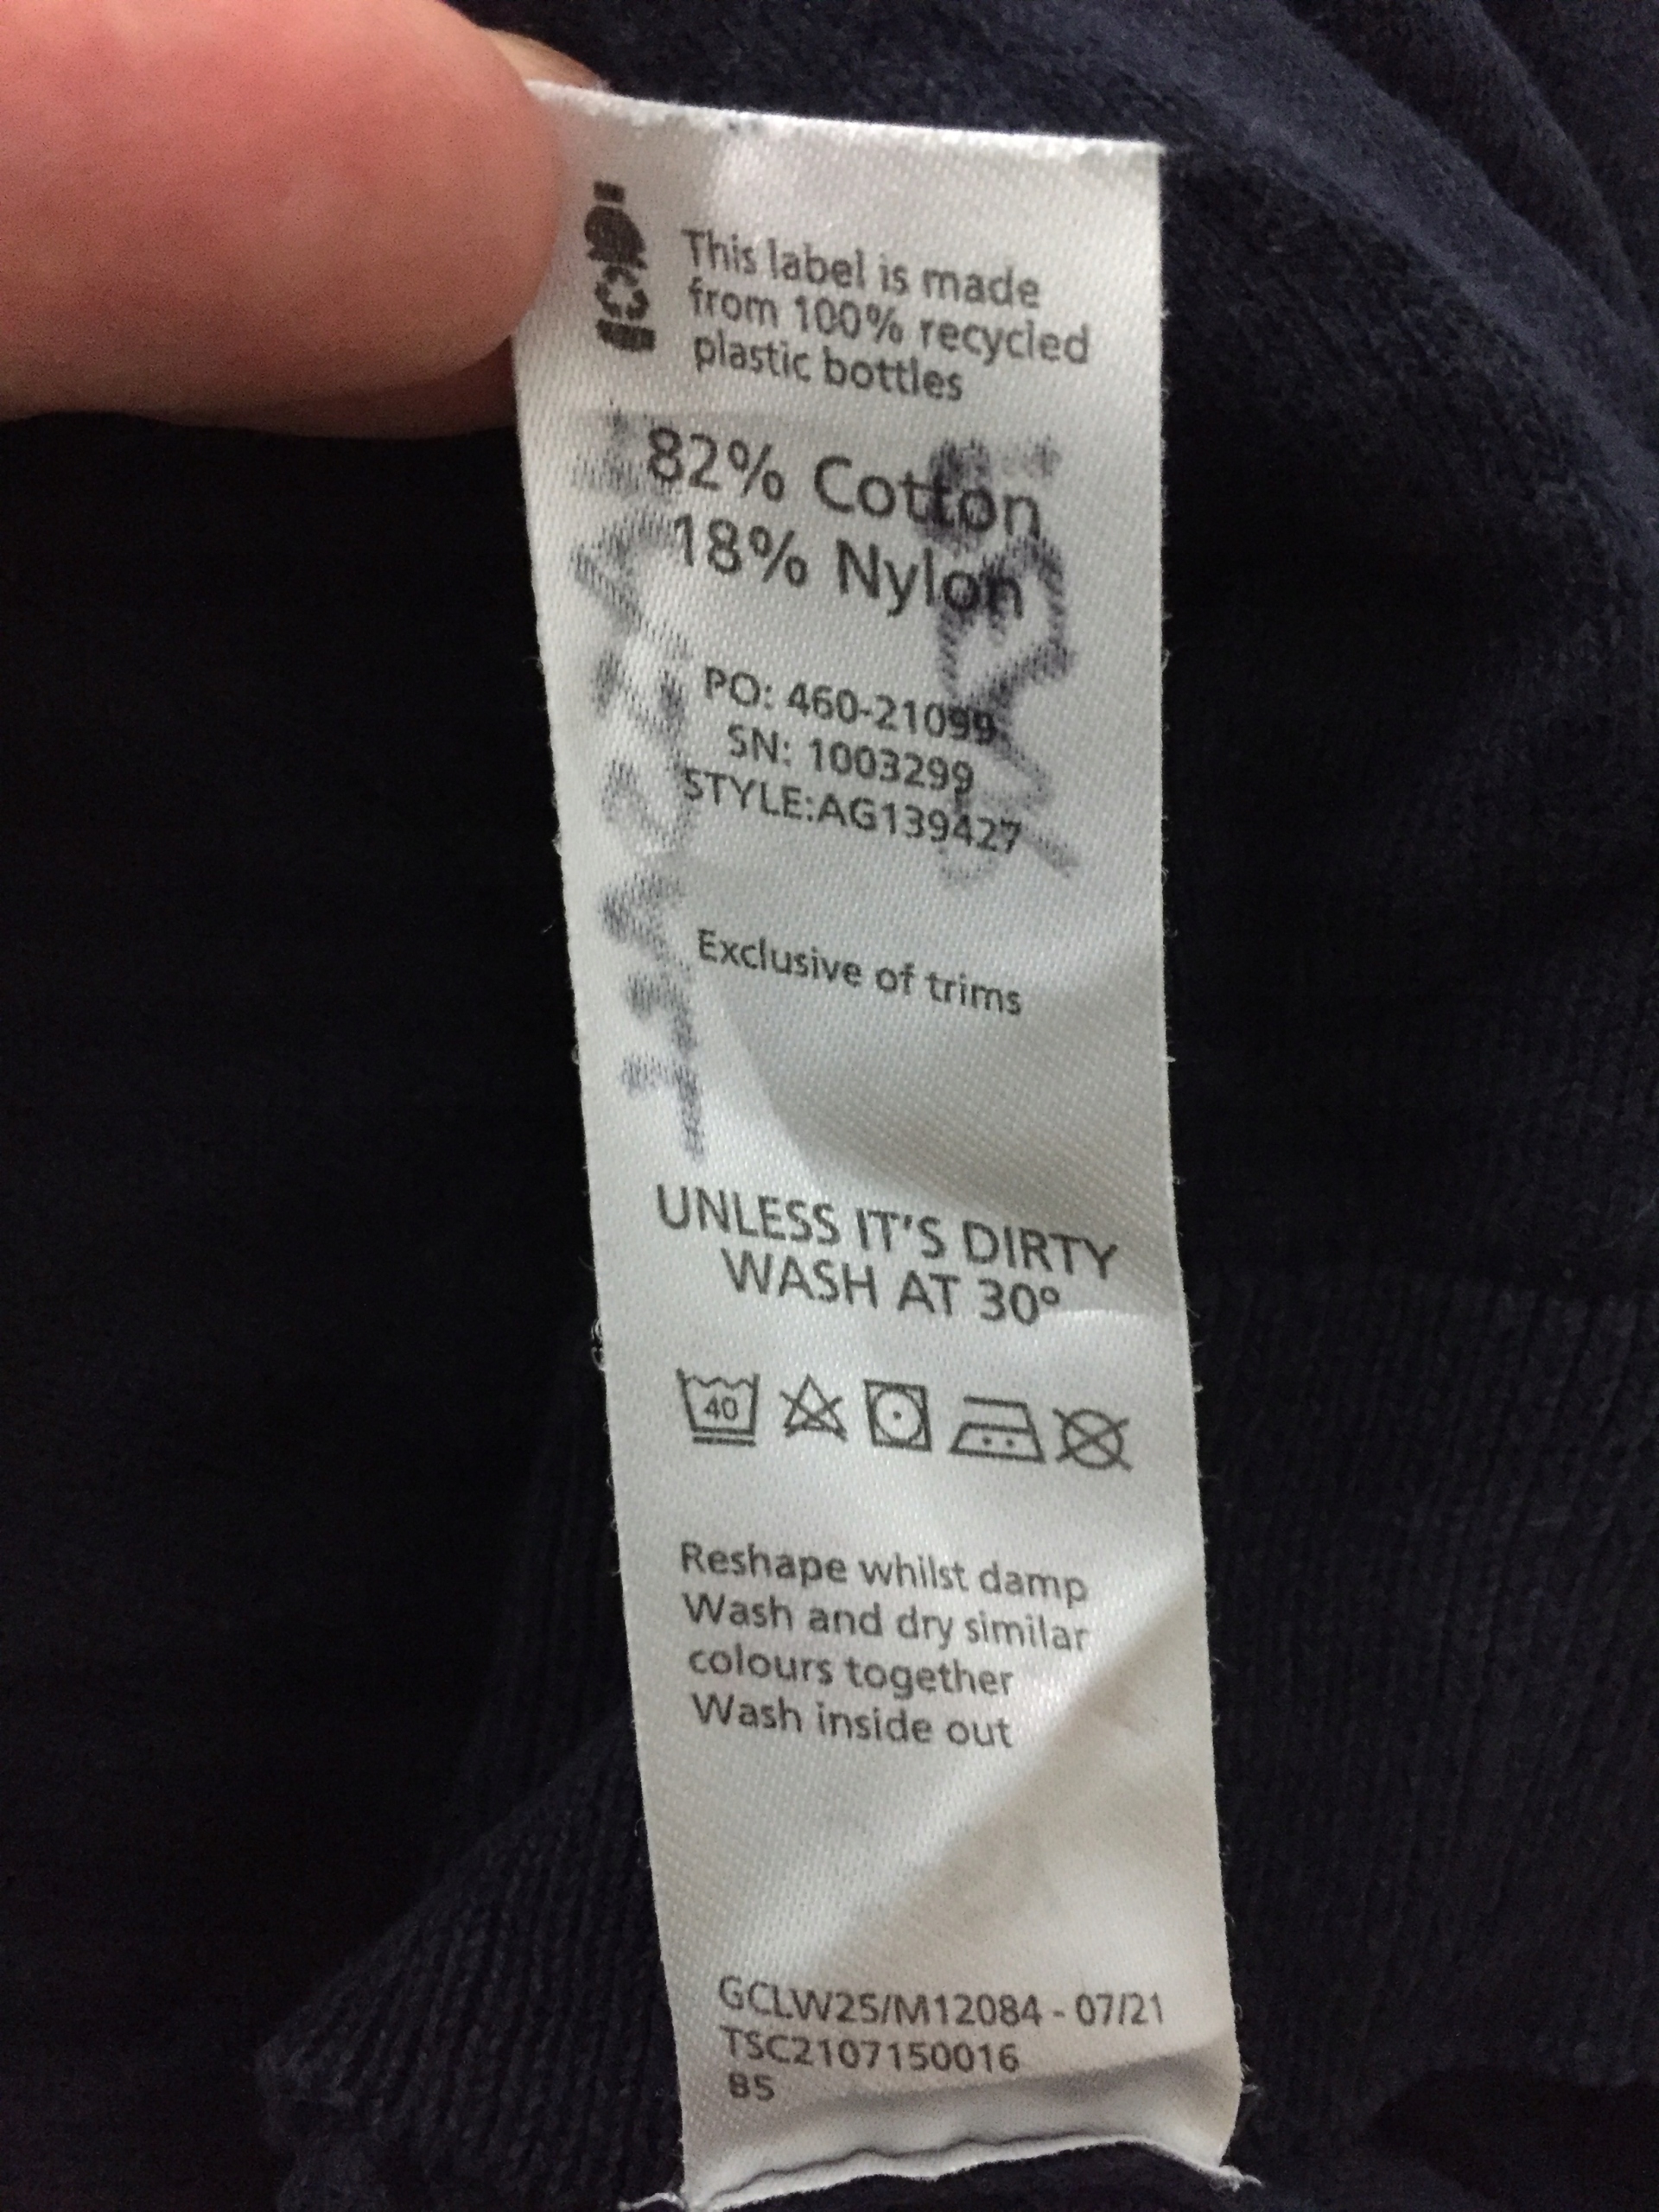 This label is made
from 100% recycled
plastic bottles
82% Cotton
18% Nylon
PO: 460-21099
SN: 1003299
STYLE:AG139427
Exclusive of trims
UNLESS IT'S DIRTY
WASH AT 30º
40
Reshape whilst damp
Wash and dry similar
colours together
Wash inside out
GCLW25/M12084 - 07/21
TSC2107150016
BS